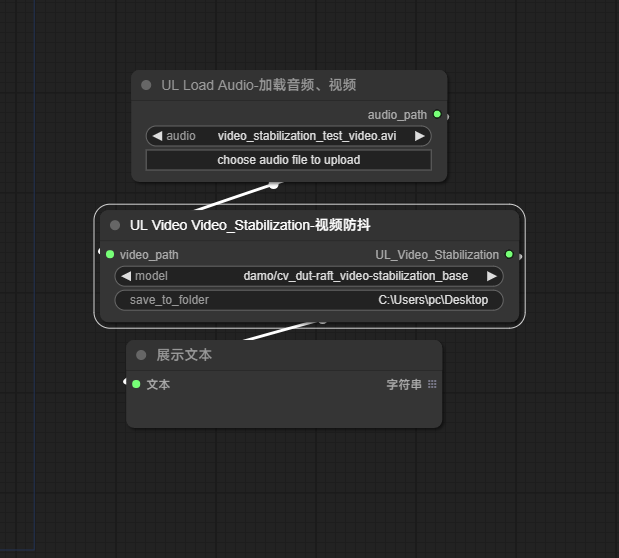 UL Load Audio-加载音频、视频
audio_path
audio video_stabilization_test_video.avi
choose audio file to upload
UL Video Video_Stabilization-视频防抖
video_path UL_Video_Stabilization
model damo/cv_dut-raft_video-stabilization_base
save_to_folder C:\Users\pc\Desktop
展示文本
文本 字符串